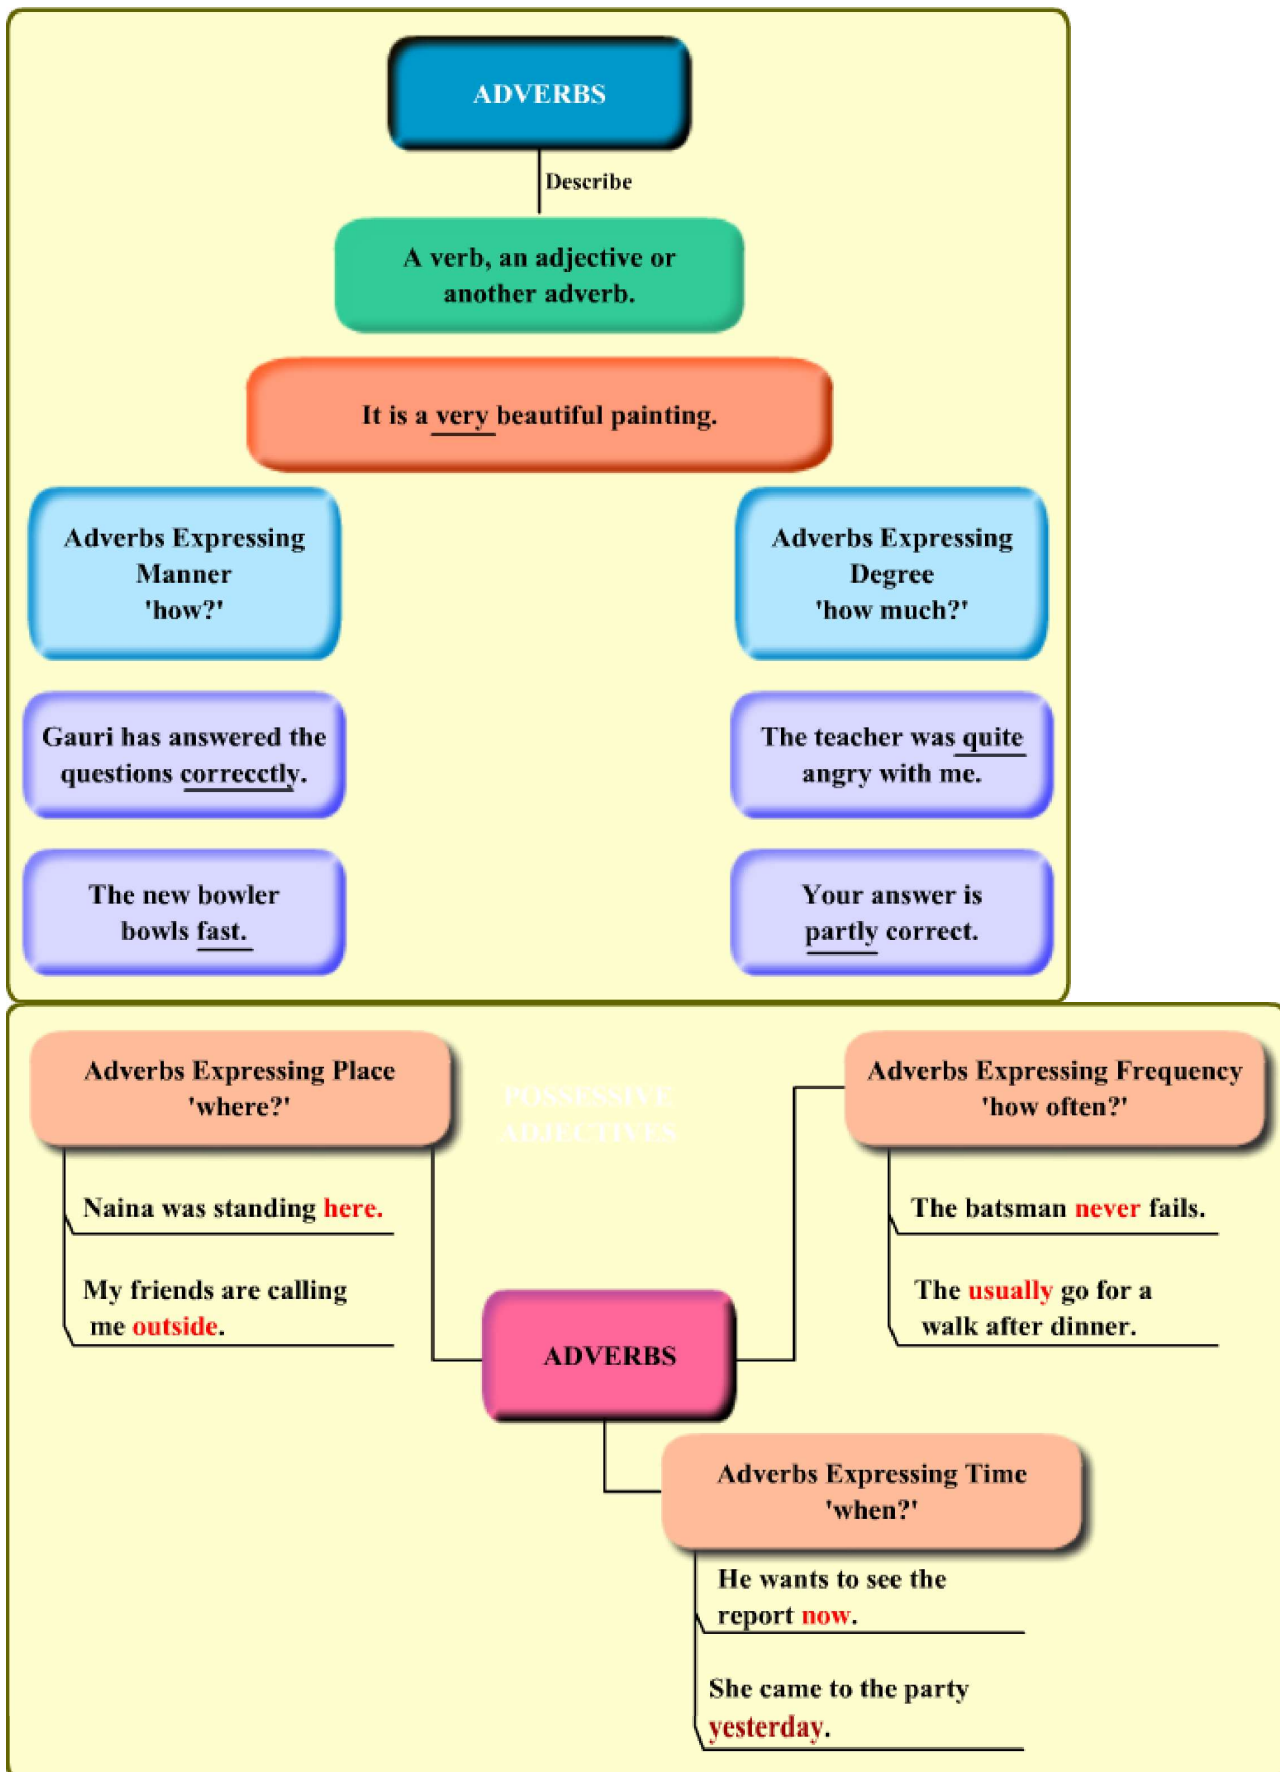 ADVERBS
Describe
A verb, an adjective or
another adverb.
It is a very beautiful painting.
Adverbs Expressing
Manner
'how?'
Adverbs Expressing
Degree
'how much?'
Gauri has answered the
questions correcctly.
The teacher was quite
angry with me.
The new bowler
bowls fast.
Your answer is
partly correct.
Adverbs Expressing Place
'where?'
POSSESSIVE
ADJECTIVES
Adverbs Expressing Frequency
'how often?'
Naina was standing here.
My friends are calling
me outside.
The batsman never fails.
The usually go for a
walk after dinner.
ADVERBS
Adverbs Expressing Time
'when?'
He wants to see the
report now.
She came to the party
yesterday.